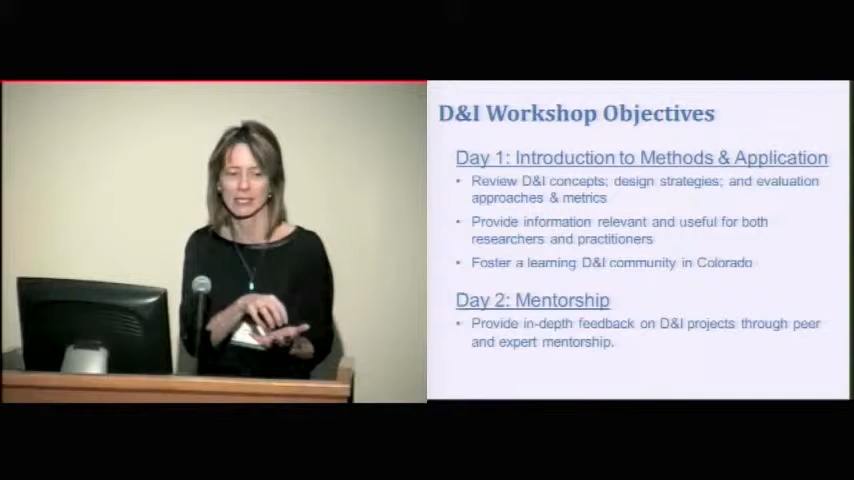 D&I Workshop Objectives
Day 1: Introduction to Methods & Application
• Review D&I concepts; design strategies; and evaluation
approaches & metrics
• Provide information relevant and useful for both
researchers and practitioners
• Foster a learning D&I community in Colorado
Day 2: Mentorship
• Provide in-depth feedback on D&I projects through peer
and expert mentorship.